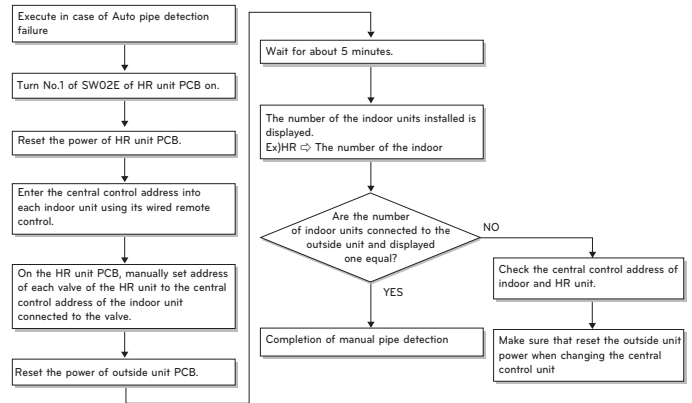 Execute in case of Auto pipe detection
failure
Turn No.1 of SW02E of HR unit PCB on.
Reset the power of HR unit PCB.
Enter the central control address into
each indoor unit using its wired remote
control.
On the HR unit PCB, manually set address
of each valve of the HR unit to the central
control address of the indoor unit
connected to the valve.
Reset the power of outside unit PCB.
Wait for about 5 minutes.
The number of the indoor units installed is
displayed.
Ex)HR ⇨ The number of the indoor
Are the number
of indoor units connected to the
outside unit and displayed
one equal?
NO
YES
Completion of manual pipe detection
Check the central control address of
indoor and HR unit.
Make sure that reset the outside unit
power when changing the central
control unit